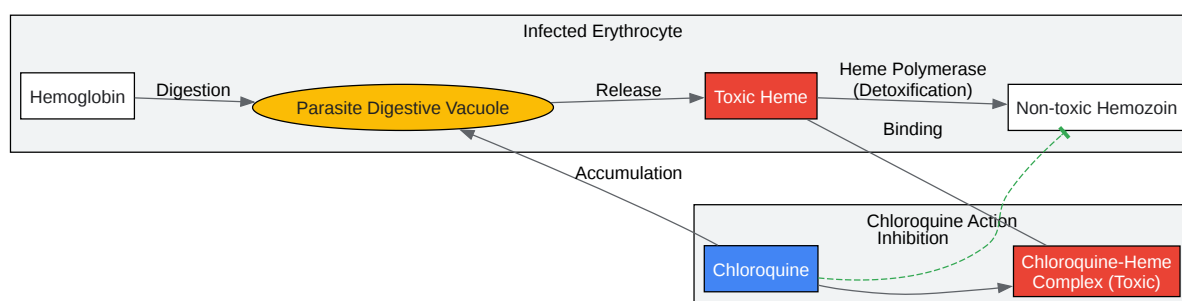 Infected Erythrocyte
Hemoglobin
Digestion
Parasite Digestive Vacuole
Release
Toxic Heme
Heme Polymerase
(Detoxification)
Non-toxic Hemozoin
Binding
Accumulation
Chloroquine Action
Inhibition
Chloroquine
Chloroquine-Heme
Complex (Toxic)